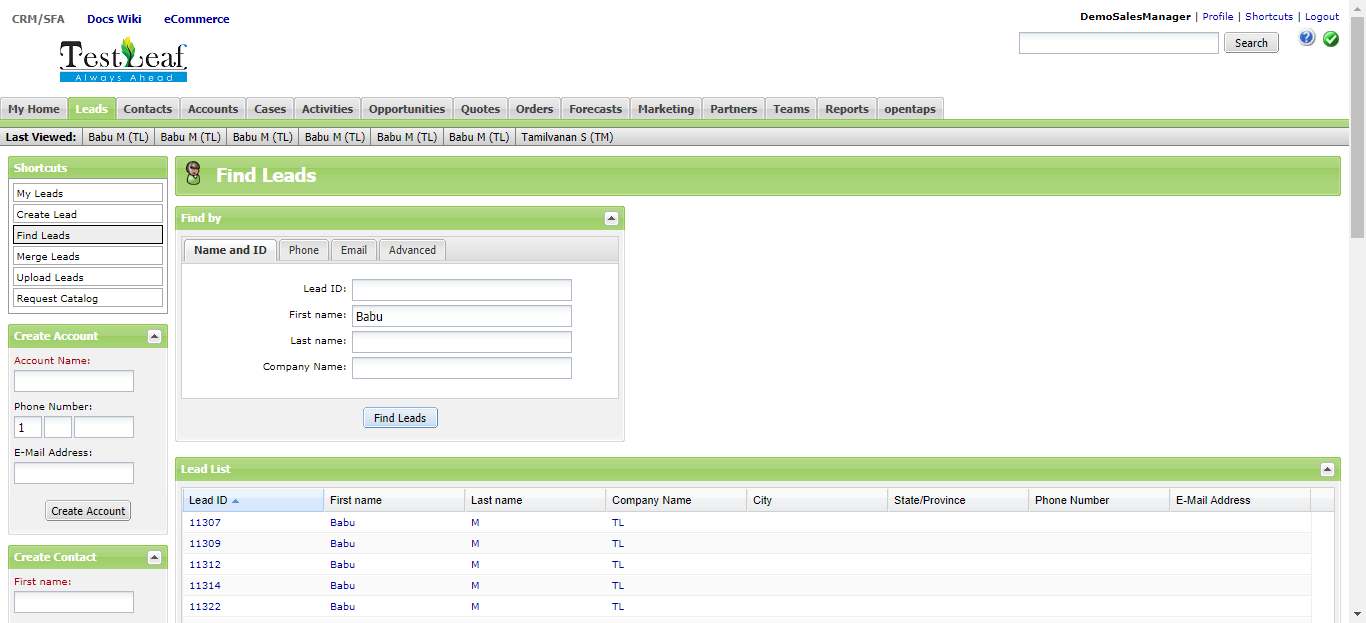 CRM/SFA Docs Wiki eCommerce
DemoSalesManager | Profile | Shortcuts | Logout
TestLeaf
Always Ahead
Search
My Home Leads Contacts Accounts Cases Activities Opportunities Quotes Orders Forecasts Marketing Partners Teams Reports opentaps
Last Viewed: Babu M (TL) Babu M (TL) Babu M (TL) Babu M (TL) Babu M (TL) Babu M (TL) Tamilvanan S (TM)
Shortcuts
My Leads
Create Lead
Find Leads
Merge Leads
Upload Leads
Request Catalog
Create Account
Account Name:
Phone Number:
1
E-Mail Address:
Create Account
Create Contact
First name:
Find Leads
Find by
Name and ID Phone Email Advanced
Lead ID:
First name: Babu
Last name:
Company Name:
Find Leads
Lead List
Lead ID First name Last name Company Name City State/Province Phone Number E-Mail Address
11307 Babu M TL
11309 Babu M TL
11312 Babu M TL
11314 Babu M TL
11322 Babu M TL